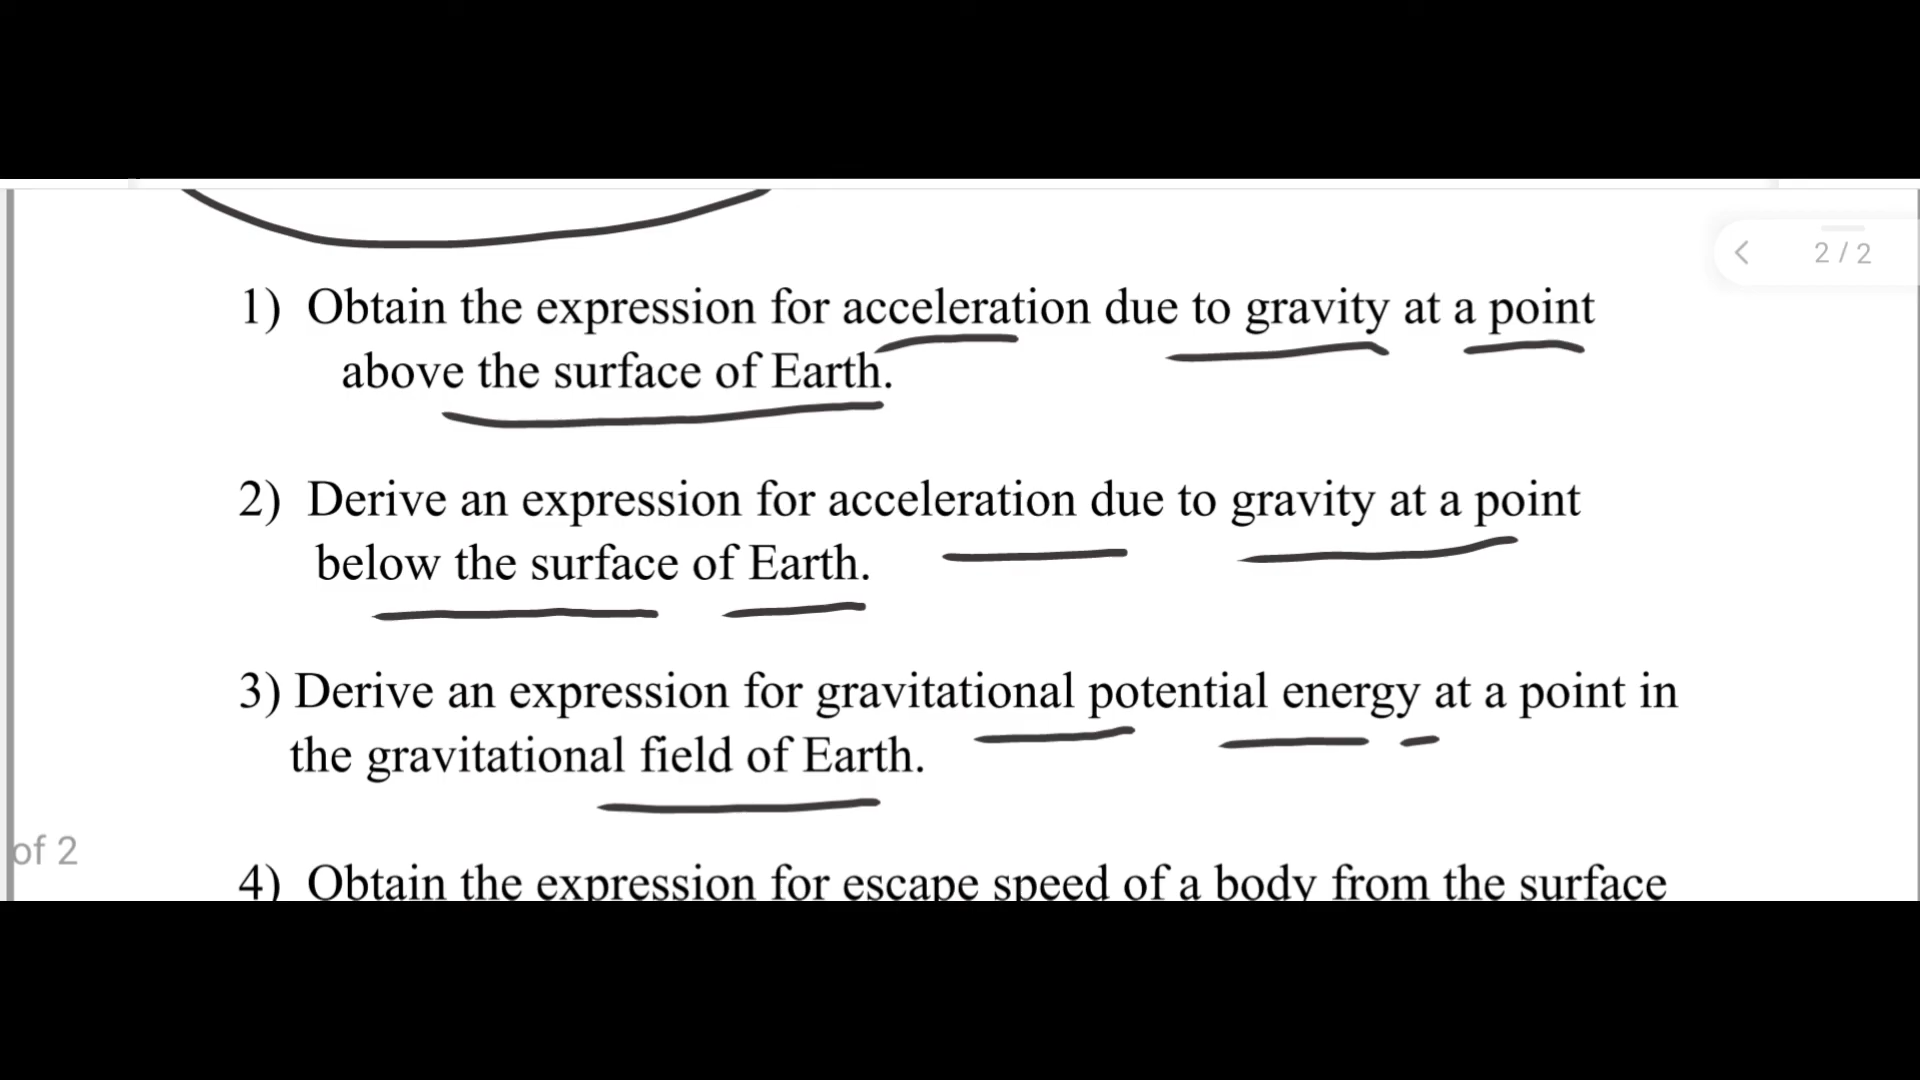 2 / 2
1) Obtain the expression for acceleration due to gravity at a point
above the surface of Earth.
2) Derive an expression for acceleration due to gravity at a point
below the surface of Earth.
3) Derive an expression for gravitational potential energy at a point in
the gravitational field of Earth.
of 2
4) Obtain the expression for escape speed of a body from the surface